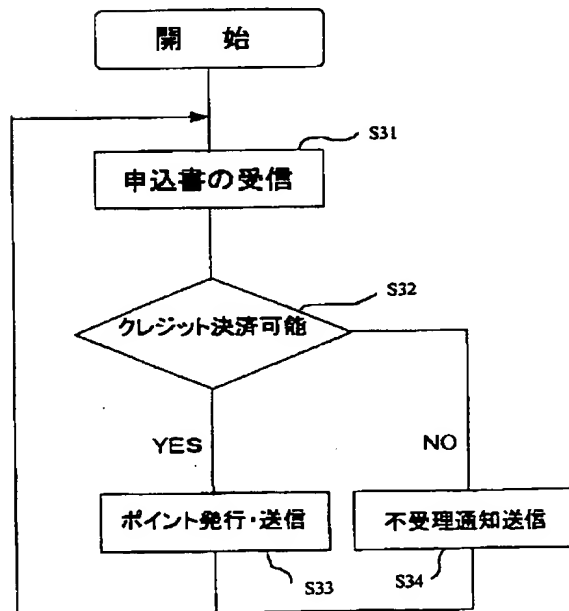 開 始
S31
申込書の受信
S32
クレジット決済可能
YES
NO
ポイント発行・送信
不受理通知送信
S33
S34